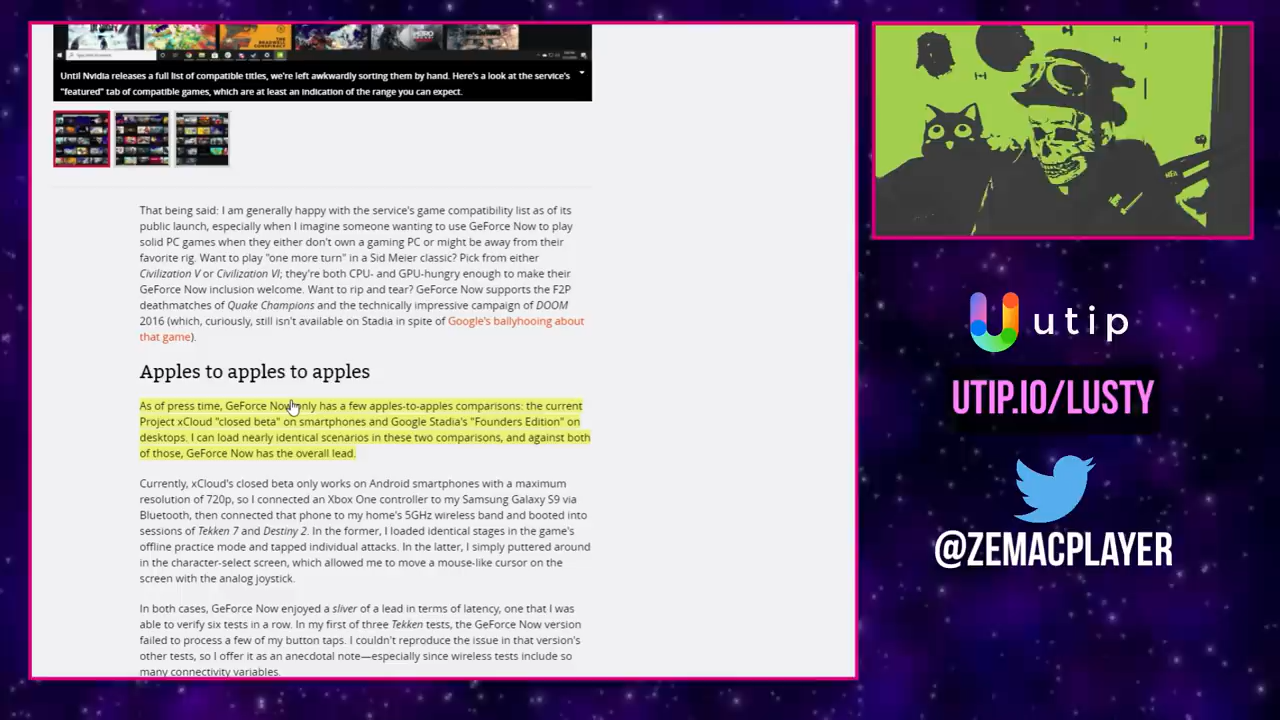 Until Nvidia releases a full list of compatible titles, we're left awkwardly sorting them by hand. Here's a look at the service's
"featured" tab of compatible games, which are at least an indication of the range you can expect.
That being said: I am generally happy with the service's game compatibility list as of its
public launch, especially when I imagine someone wanting to use GeForce Now to play
solid PC games when they either don't own a gaming PC or might be away from their
favorite rig. Want to play "one more turn" in a Sid Meier classic? Pick from either
Civilization V or Civilization VI; they're both CPU- and GPU-hungry enough to make their
GeForce Now inclusion welcome. Want to rip and tear? GeForce Now supports the F2P
deathmatches of Quake Champions and the technically impressive campaign of DOOM
2016 (which, curiously, still isn't available on Stadia in spite of Google's ballyhooing about
that game).
Apples to apples to apples
As of press time, GeForce Now only has a few apples-to-apples comparisons: the current
Project xCloud "closed beta" on smartphones and Google Stadia's "Founders Edition" on
desktops. I can load nearly identical scenarios in these two comparisons, and against both
of those, GeForce Now has the overall lead.
Currently, xCloud's closed beta only works on Android smartphones with a maximum
resolution of 720p, so I connected an Xbox One controller to my Samsung Galaxy S9 via
Bluetooth, then connected that phone to my home's 5GHz wireless band and booted into
sessions of Tekken 7 and Destiny 2. In the former, I loaded identical stages in the game's
offline practice mode and tapped individual attacks. In the latter, I simply puttered around
in the character-select screen, which allowed me to move a mouse-like cursor on the
screen with the analog joystick.
In both cases, GeForce Now enjoyed a sliver of a lead in terms of latency, one that I was
able to verify six tests in a row. In my first of three Tekken tests, the GeForce Now version
failed to process a few of my button taps. I couldn't reproduce the issue in that version's
other tests, so I offer it as an anecdotal note—especially since wireless tests include so
many connectivity variables.
utip
UTIP.IO/LUSTY
@ZEMACPLAYER